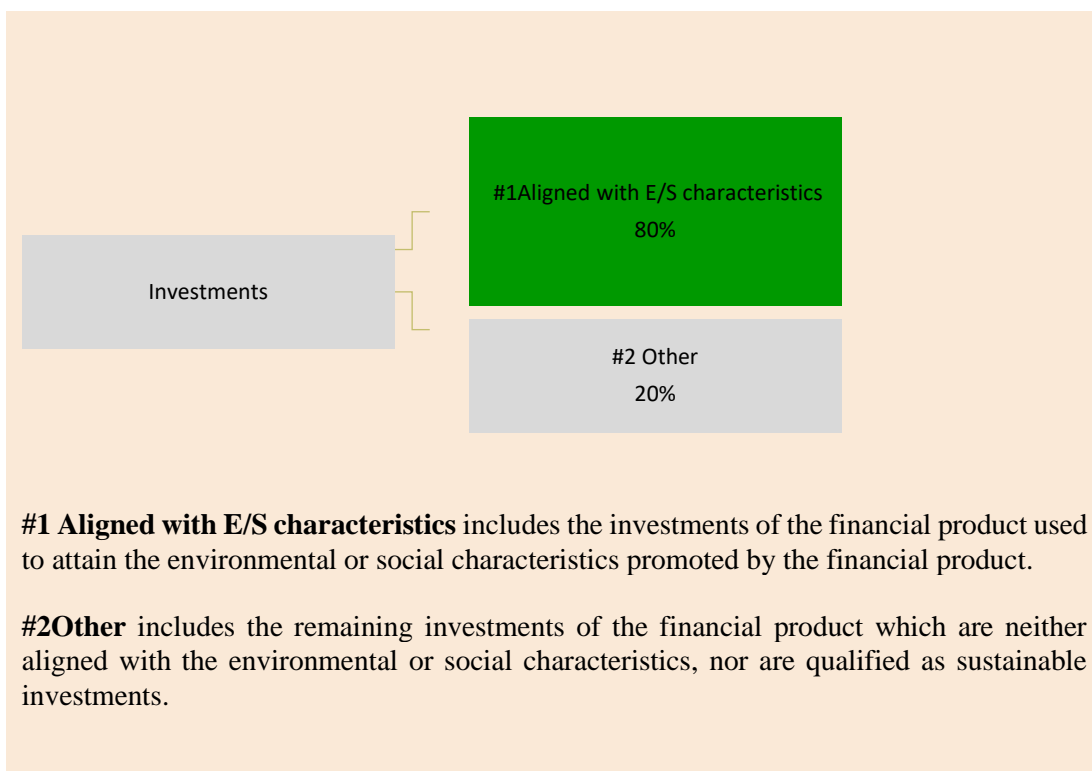 #1Aligned with E/S characteristics
80%
Investments
#2 Other
20%
#1 Aligned with E/S characteristics includes the investments of the financial product used
to attain the environmental or social characteristics promoted by the financial product.
#2Other includes the remaining investments of the financial product which are neither
aligned with the environmental or social characteristics, nor are qualified as sustainable
investments.